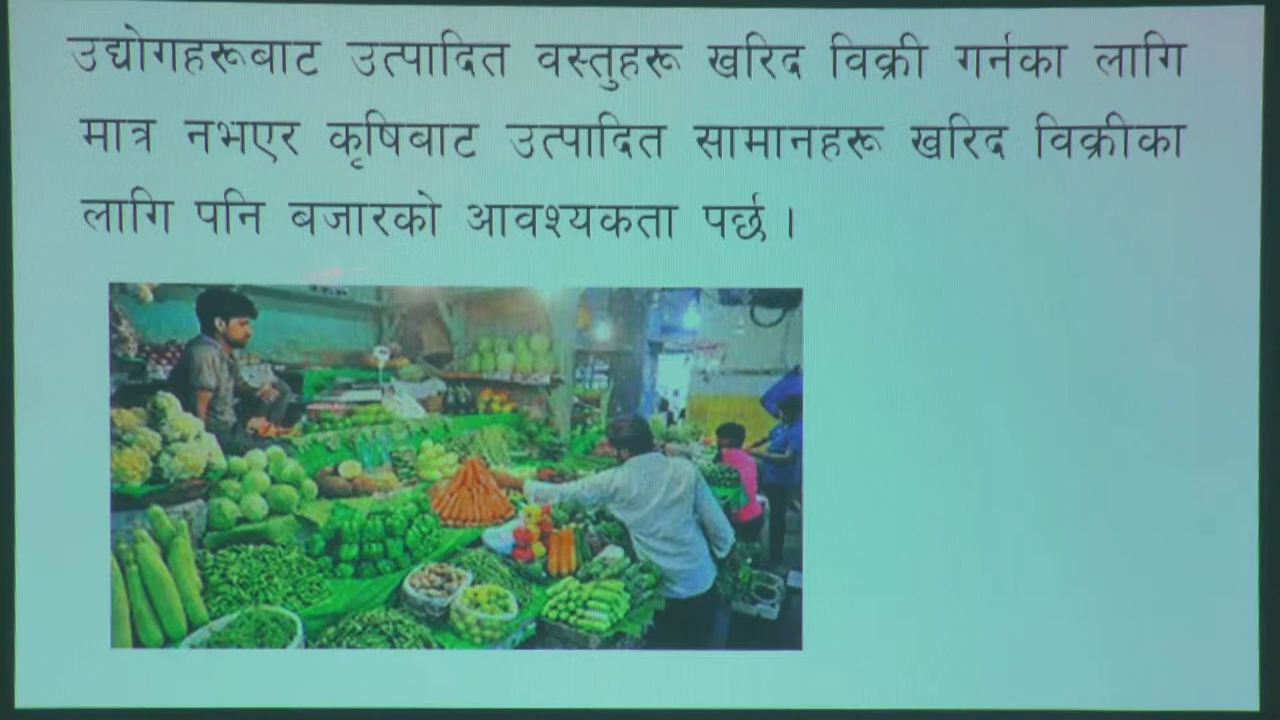 उद्योगहरूबाट उत्पादित वस्तुहरू खरिद विक्री गर्नका लागि
मात्र नभएर कृषिबाट उत्पादित सामानहरू खरिद विक्रीका
लागि पनि बजारको आवश्यकता पर्छ ।